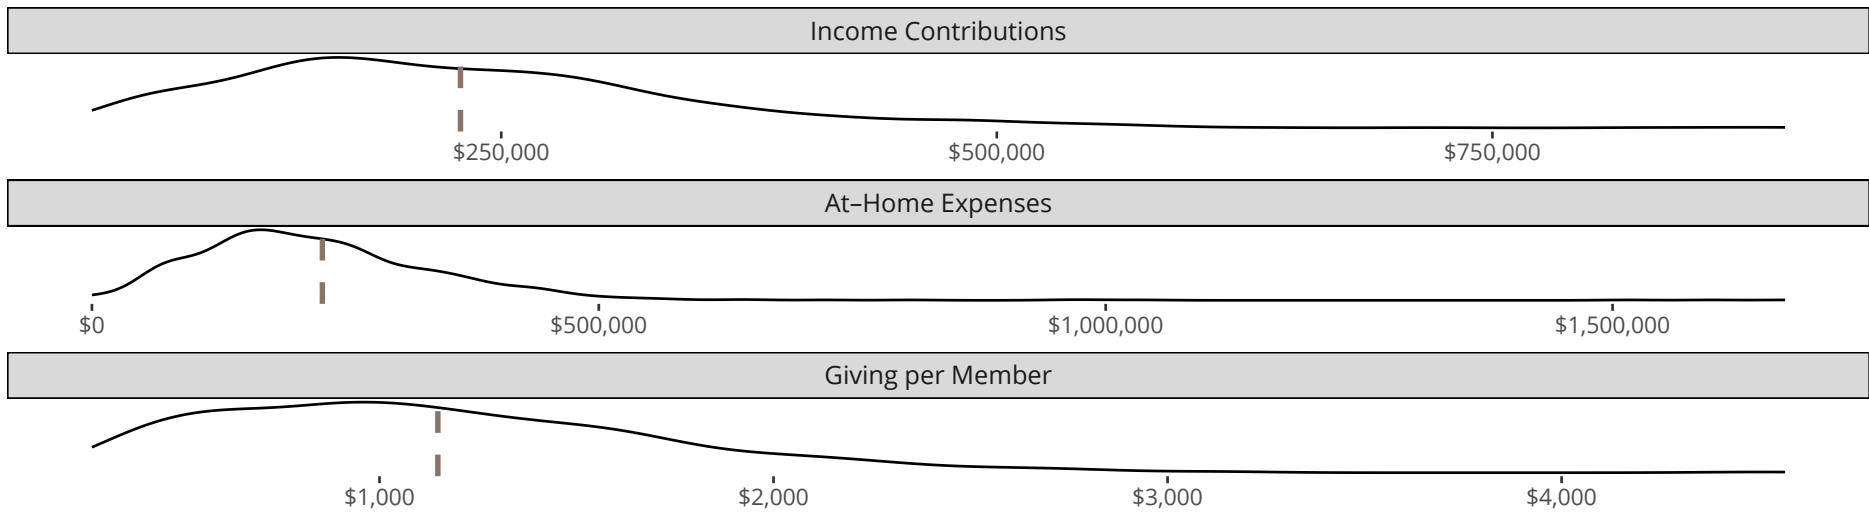 Income Contributions
$250,000 $500,000 $750,000
At–Home Expenses
$0 $500,000 $1,000,000 $1,500,000
Giving per Member
$1,000 $2,000 $3,000 $4,000